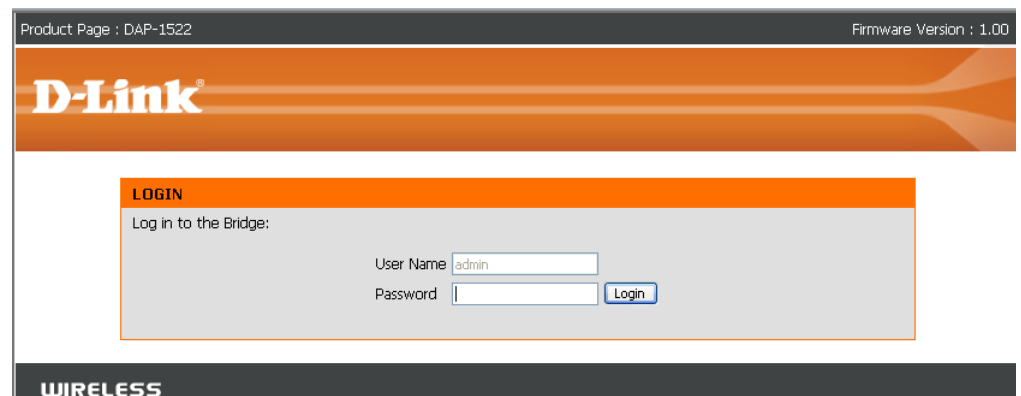 Product Page : DAP-1522 Firmware Version : 1.00
D-Link®
LOGIN
Log in to the Bridge:
User Name admin
Password Login
WIRELESS